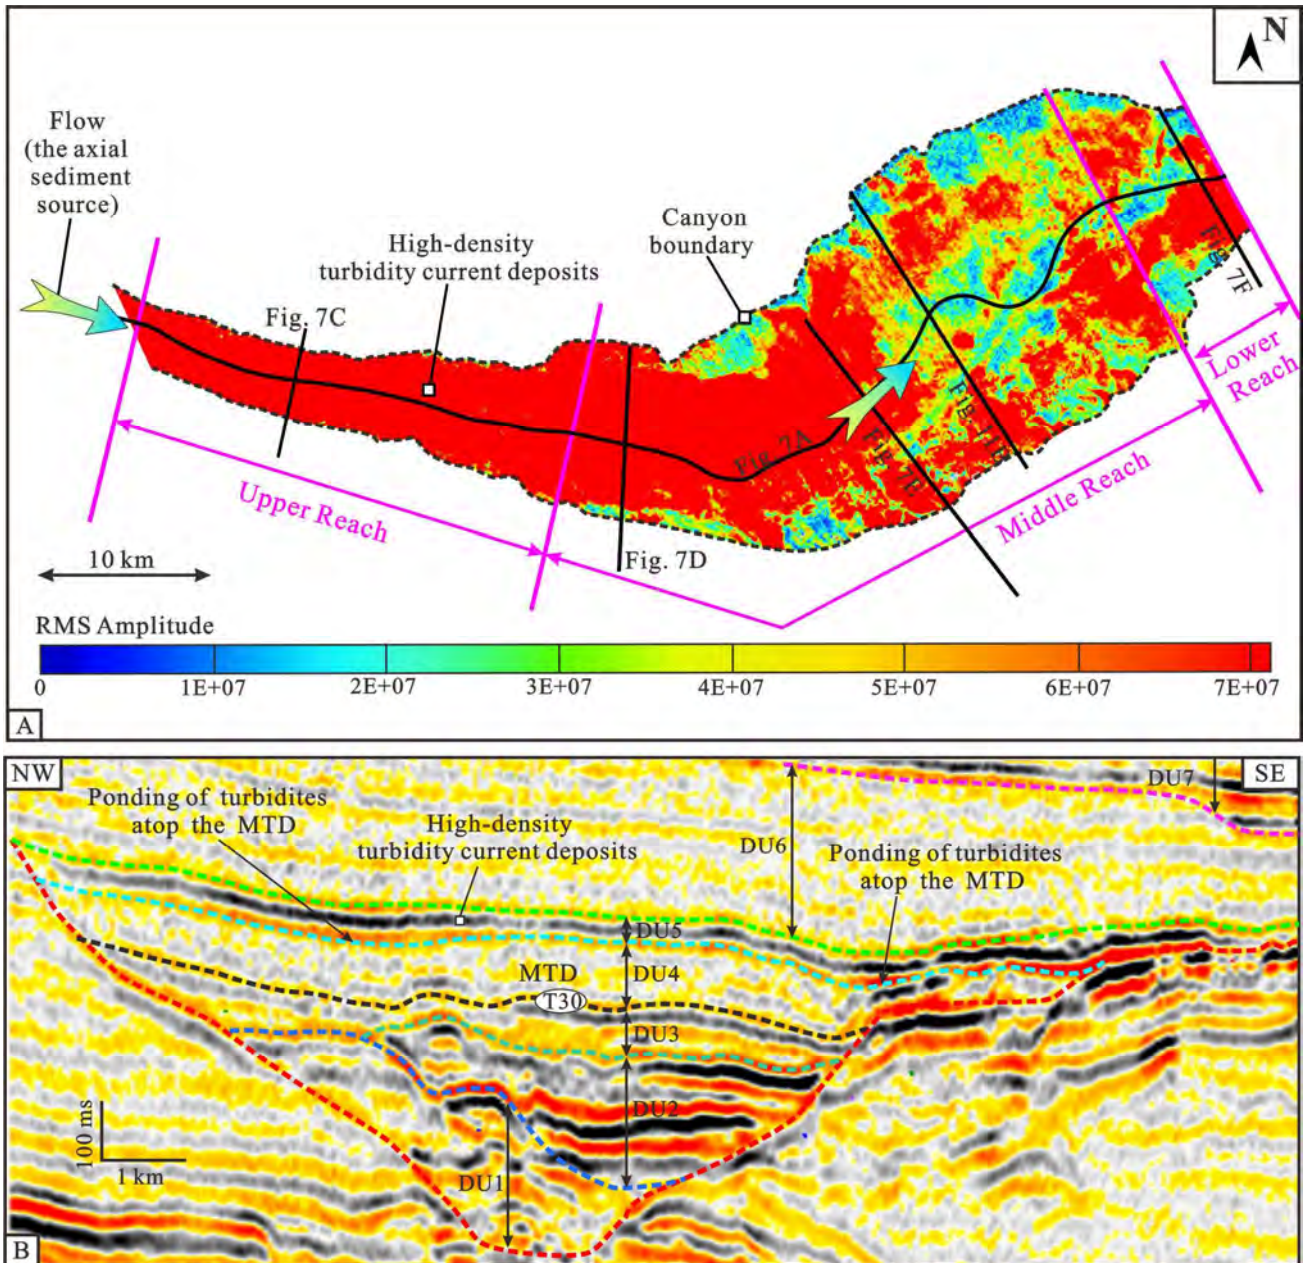 N
Flow
(the axial
sediment
source)
Canyon
boundary
High-density
turbidity current deposits
Fig. 7C
Fig. 7F
Fig. 7A
Fig. 7E
Fig. 11B
Lower
Reach
Upper Reach
Middle Reach
Fig. 7D
10 km
RMS Amplitude
0 1E+07 2E+07 3E+07 4E+07 5E+07 6E+07 7E+07
A
NW
SE
DU7
Ponding of turbidites
atop the MTD
High-density
turbidity current deposits
DU6
Ponding of turbidites
atop the MTD
DU5
MTD
DU4
T30
DU3
DU2
100 ms
1 km
DU1
B